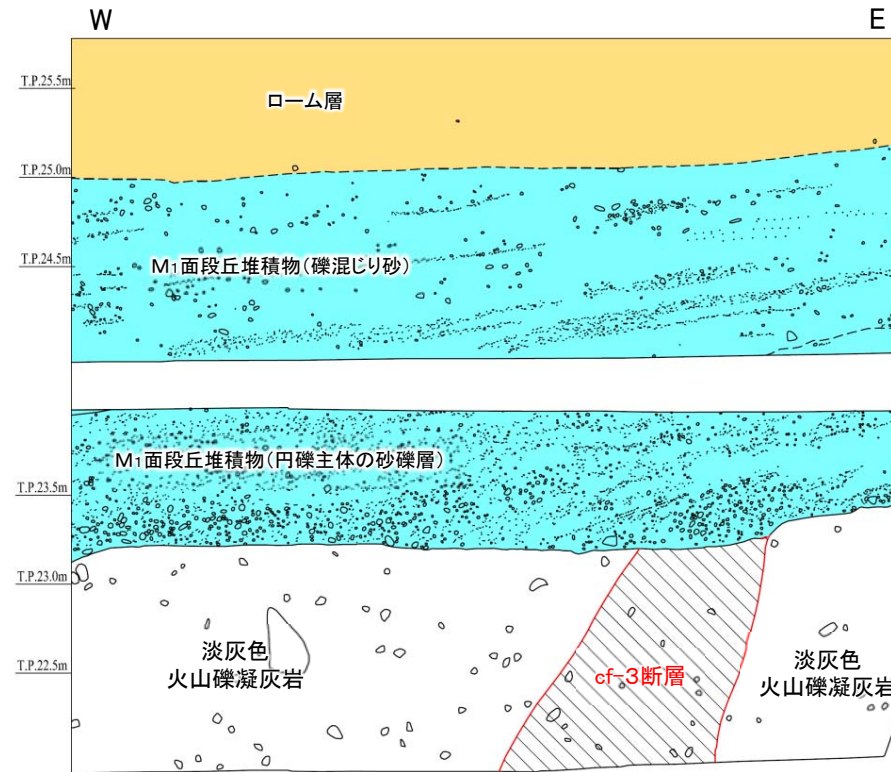 W
E
T.P.25.5m
ローム層
T.P.25.0m
T.P.24.5m
M1面段丘堆積物(礫混じり砂)
M1面段丘堆積物(円礫主体の砂礫層)
T.P.23.5m
T.P.23.0m
T.P.22.5m
淡灰色
火山礫凝灰岩
cf-3断層
淡灰色
火山礫凝灰岩